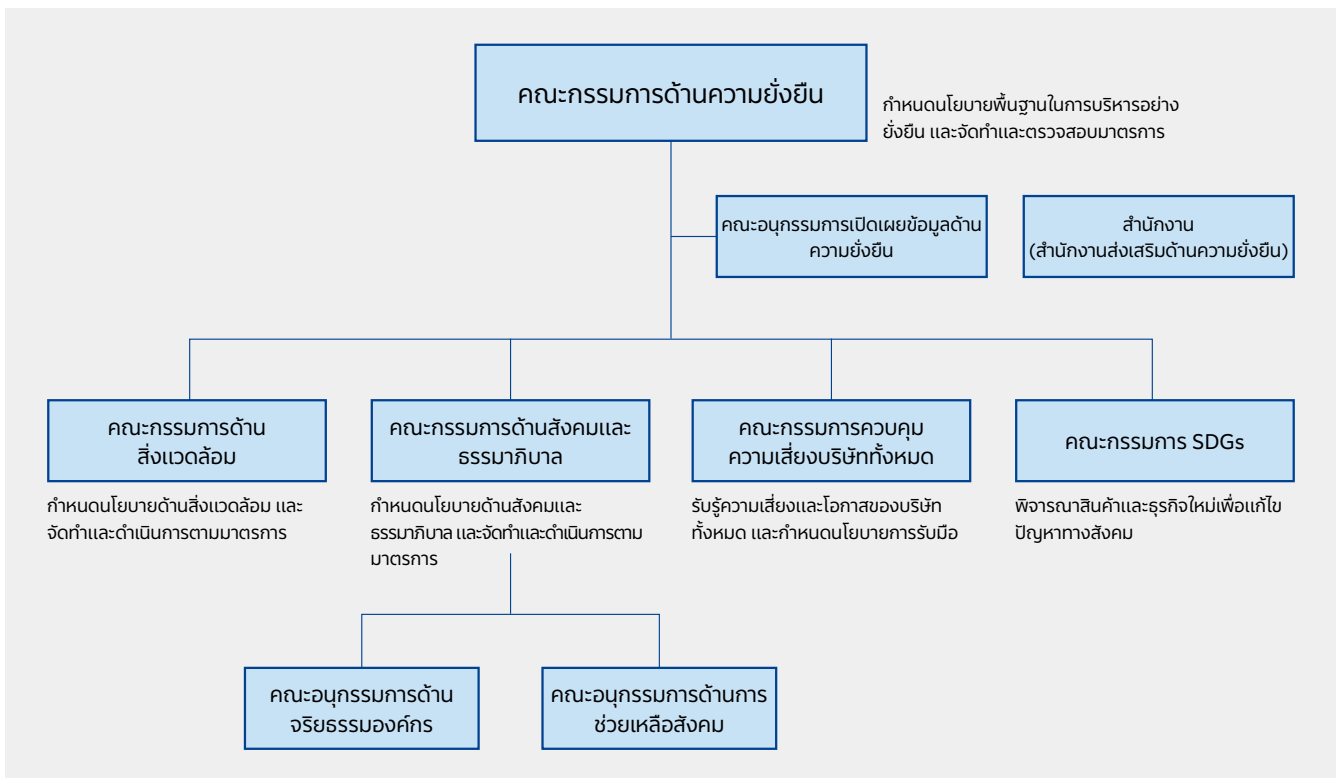 คณะกรรมการด้านความยั่งยืน
กำหนดนโยบายพื้นฐานในการบริหารอย่าง
ยั่งยืน และจัดทำและตรวจสอบมาตรการ
คณะอนุกรรมการเปิดเผยข้อมูลด้าน
ความยั่งยืน
สำนักงาน
(สำนักงานส่งเสริมด้านความยั่งยืน)
คณะกรรมการด้าน
สิ่งแวดล้อม
กำหนดนโยบายด้านสิ่งแวดล้อม และ
จัดทำและดำเนินการตามมาตรการ
คณะกรรมการด้านสังคมและ
ธรรมาภิบาล
กำหนดนโยบายด้านสังคมและ
ธรรมาภิบาล และจัดทำและดำเนินการตาม
มาตรการ
คณะกรรมการควบคุม
ความเสี่ยงบริษัททั้งหมด
รับรู้ความเสี่ยงและโอกาสของบริษัท
ทั้งหมด และกำหนดนโยบายการรับมือ
คณะกรรมการ SDGs
พิจารณาสินค้าและธุรกิจใหม่เพื่อแก้ไข
ปัญหาทางสังคม
คณะอนุกรรมการด้าน
จริยธรรมองค์กร
คณะอนุกรรมการด้านการ
ช่วยเหลือสังคม